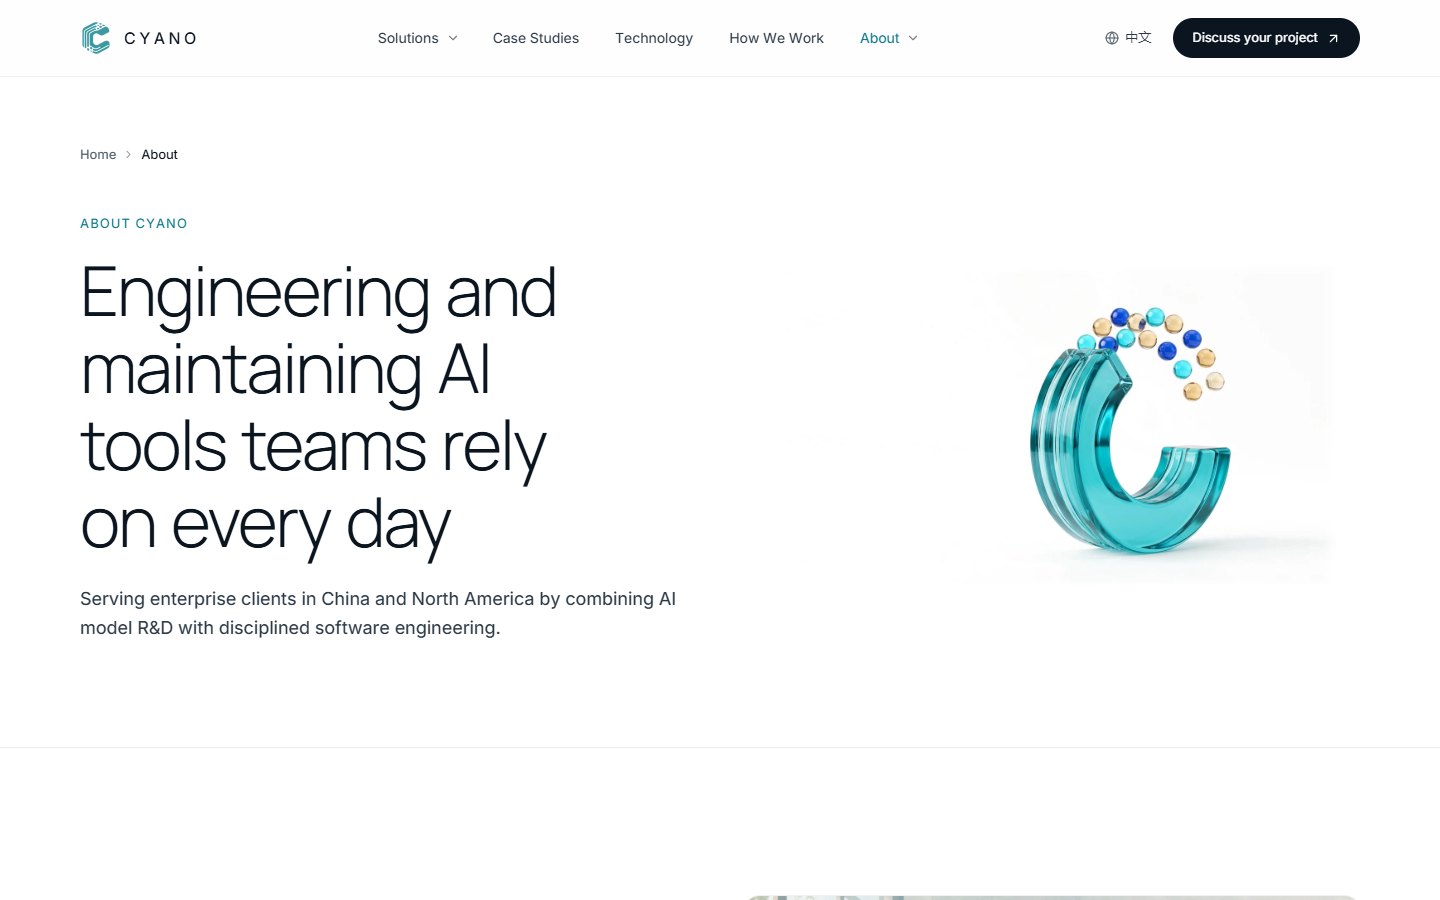 CYANO
Solutions
Case Studies
Technology
How We Work
About
中文
Discuss your project
Home
About
ABOUT CYANO
Engineering and
maintaining AI
tools teams rely
on every day
Serving enterprise clients in China and North America by combining AI
model R&D with disciplined software engineering.